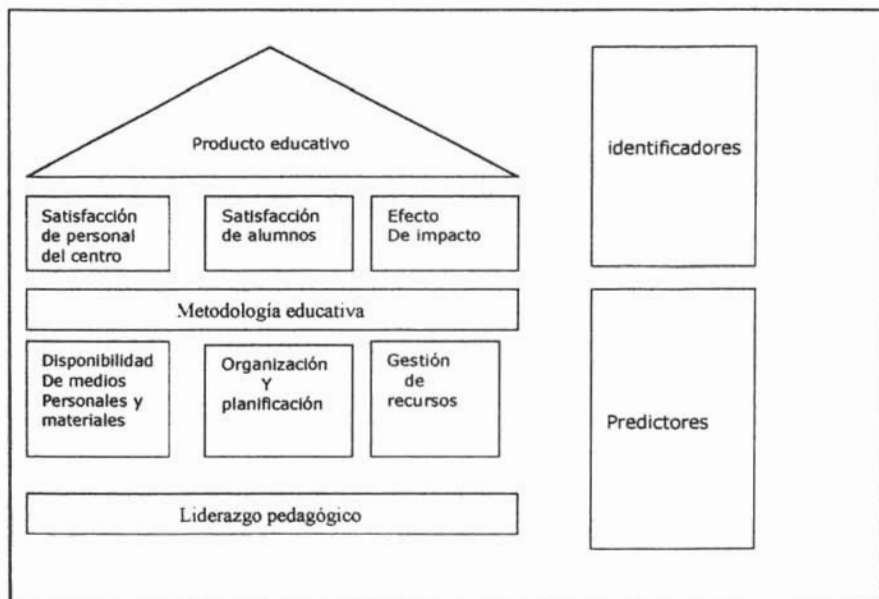 Producto educativo
identificadores
Satisfacción
de personal
del centro
Satisfacción
de alumnos
Efecto
De impacto
Metodología educativa
Disponibilidad
De medios
Personales y
materiales
Organización
Y
planificación
Gestión
de
recursos
Predictores
Liderazgo pedagógico